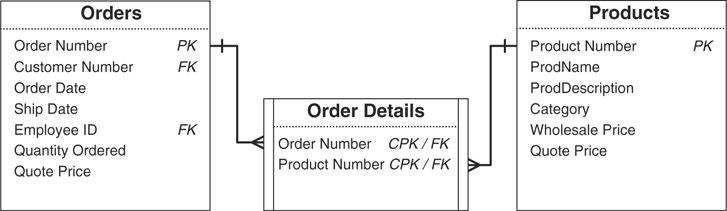 Orders
Order Number PK
Customer Number FK
Order Date
Ship Date
Employee ID FK
Quantity Ordered
Quote Price
Order Details
Order Number CPK / FK
Product Number CPK / FK
Products
Product Number PK
ProdName
ProdDescription
Category
Wholesale Price
Quote Price